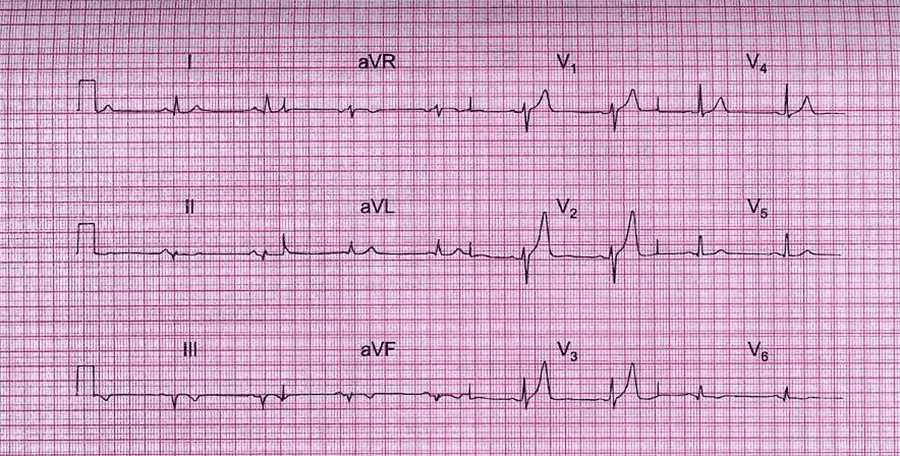 I aVR V₁ V₄
II aVL V₂ V₅
III aVF V₃ V₆